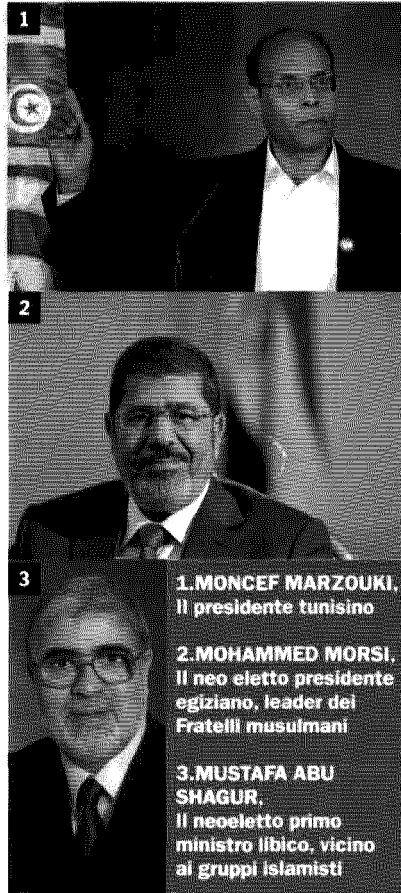 1
2
3
1.MONCEF MARZOUKI,
Il presidente tunisino
2.MOHAMMED MORSI,
Il neo eletto presidente
egiziano, leader dei
Fratelli musulmani
3.MUSTAFA ABU
SHAGUR,
Il neoeletto primo
ministro libico, vicino
ai gruppi islamisti